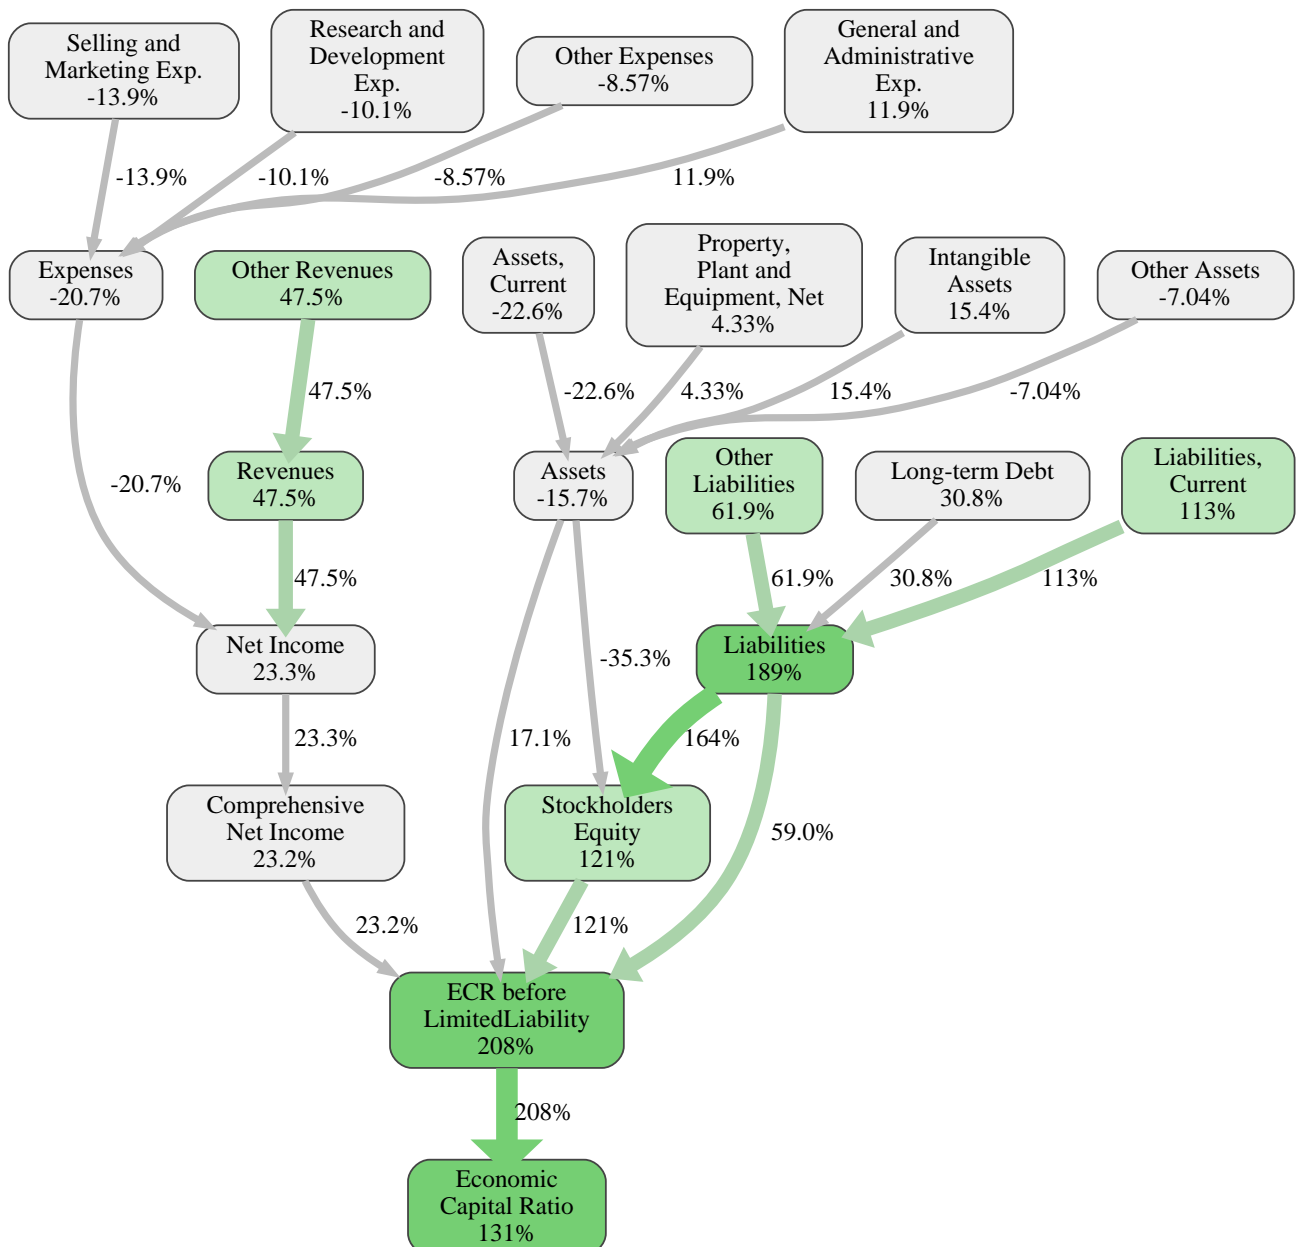 Selling and
Marketing Exp.
-13.9%
Research and
Development
Exp.
-10.1%
Other Expenses
-8.57%
General and
Administrative
Exp.
11.9%
-13.9%
-10.1%
-8.57%
11.9%
Expenses
-20.7%
Other Revenues
47.5%
Assets,
Current
-22.6%
Property,
Plant and
Equipment, Net
4.33%
Intangible
Assets
15.4%
Other Assets
-7.04%
47.5%
-22.6%
4.33%
15.4%
-7.04%
-20.7%
Revenues
47.5%
Assets
-15.7%
Other
Liabilities
61.9%
Long-term Debt
30.8%
Liabilities,
Current
113%
47.5%
61.9%
30.8%
113%
Net Income
23.3%
-35.3%
Liabilities
189%
23.3%
17.1%
164%
Comprehensive
Net Income
23.2%
Stockholders
Equity
121%
59.0%
23.2%
121%
ECR before
LimitedLiability
208%
208%
Economic
Capital Ratio
131%